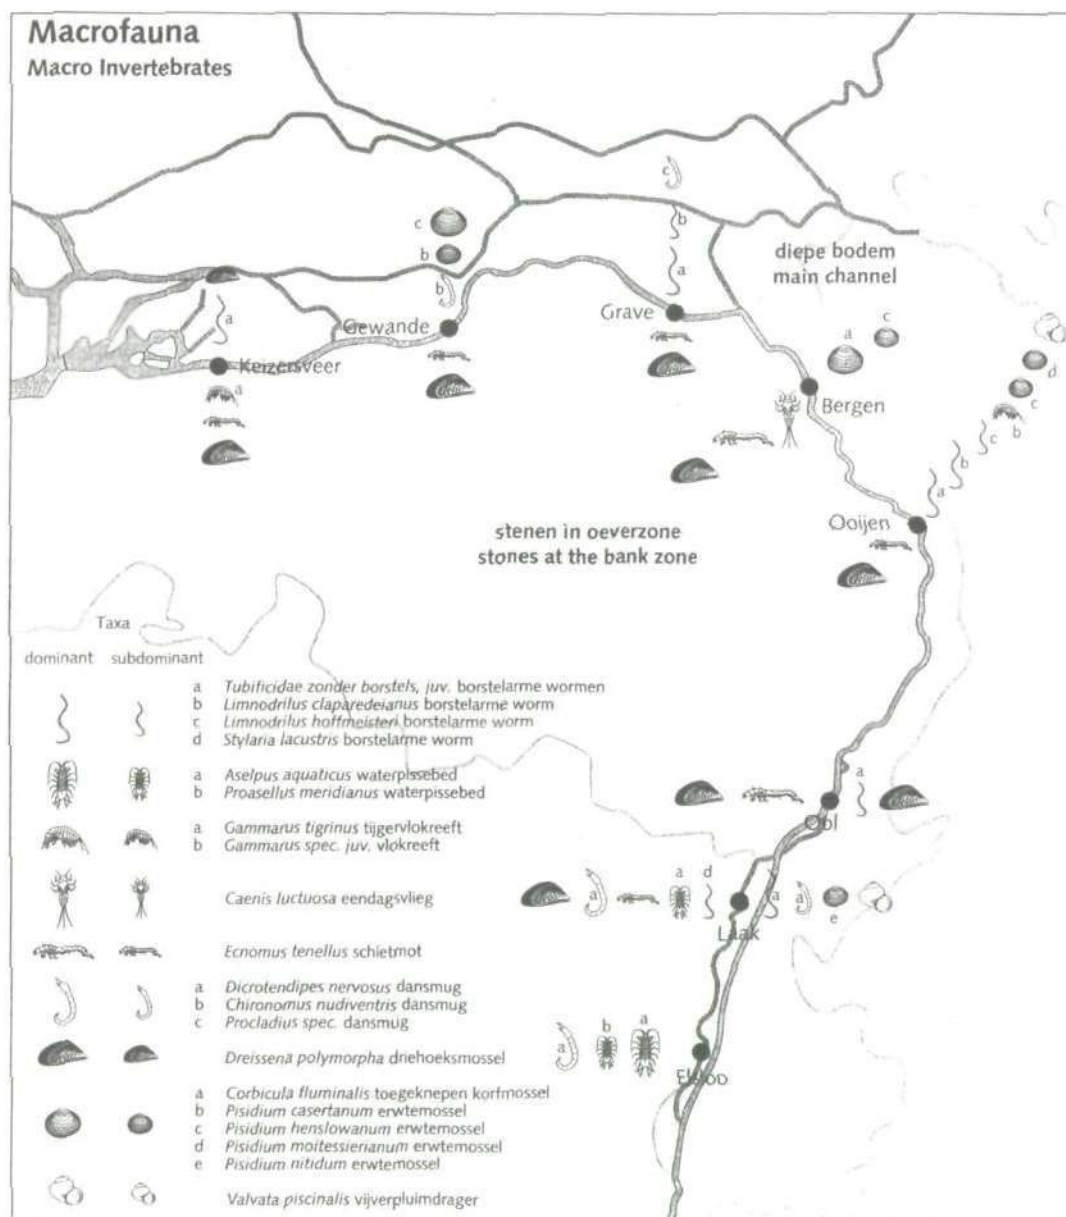 Macrofauna
Macro Invertebrates
c
b
c
b
a
diepe bodem
main channel
b
a
Gewande
Grave
Keizersveer
a
a
c
Bergen
d
c
b
c
b
a
Ooijen
stenen in oeverzone
stones at the bank zone
Taxa
dominant subdominant
a Tubificidae zonder borstels, juv. borstelarme wormen
b Limnodrilus claparedeianus borstelarme worm
c Limnodrilus hoffmeisteri borstelarme worm
d Stylaria lacustris borstelarme worm
a Aselpus aquaticus waterpissebed
b Proasellus meridianus waterpissebed
a Gammarus tigrinus tijgervlokreeft
b Gammarus spec. juv. vlokreeft
Caenis luctuosa eendagsvlieg
Ecnomus tenellus schietmot
a Dicrotendipes nervosus dansmug
b Chironomus nudiventris dansmug
c Procladius spec. dansmug
Dreissena polymorpha driehoeksmossel
a Corbicula fluminalis toegeknepen korfmossel
b Pisidium casertanum erwtemossel
c Pisidium henslowanum erwtemossel
d Pisidium moitessierianum erwtemossel
e Pisidium nitidum erwtemossel
Valvata piscinalis vijverpluimdrager
a
Ool
a a d a a
e
Laak
a b a
Elsloo